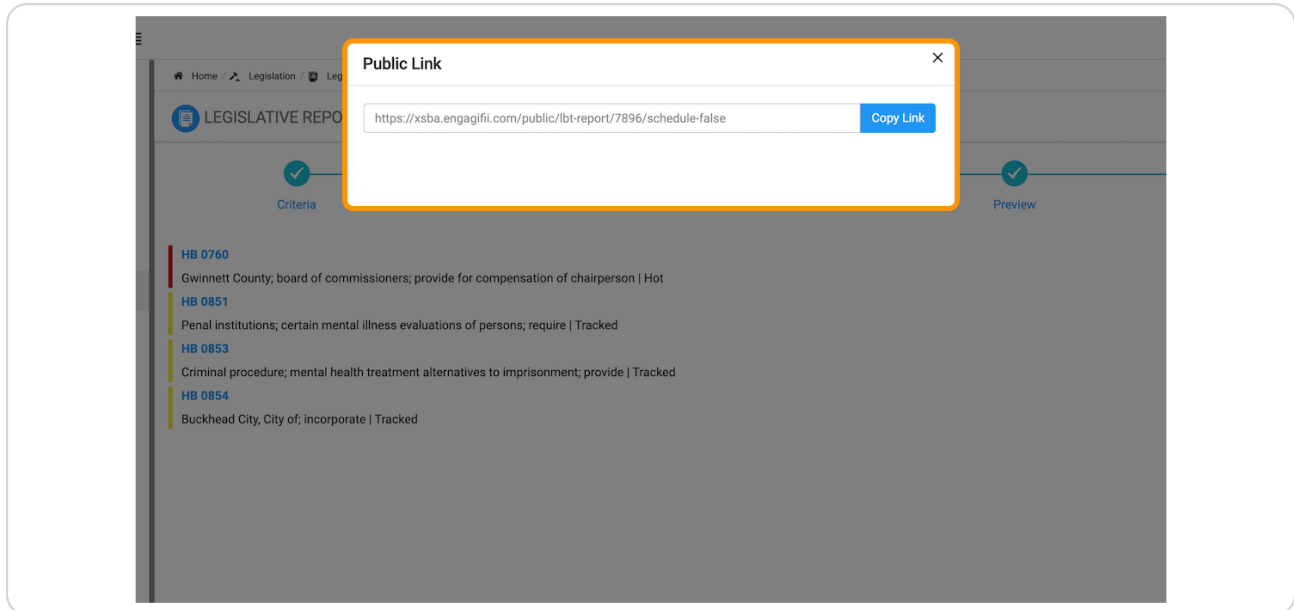 Public Link
Home / Legislation / Leg
LEGISLATIVE REPO
https://xsba.engagifii.com/public/lbt-report/7896/schedule-false
Copy Link
Criteria
Preview
HB 0760
Gwinnett County; board of commissioners; provide for compensation of chairperson | Hot
HB 0851
Penal institutions; certain mental illness evaluations of persons; require | Tracked
HB 0853
Criminal procedure; mental health treatment alternatives to imprisonment; provide | Tracked
HB 0854
Buckhead City, City of; incorporate | Tracked